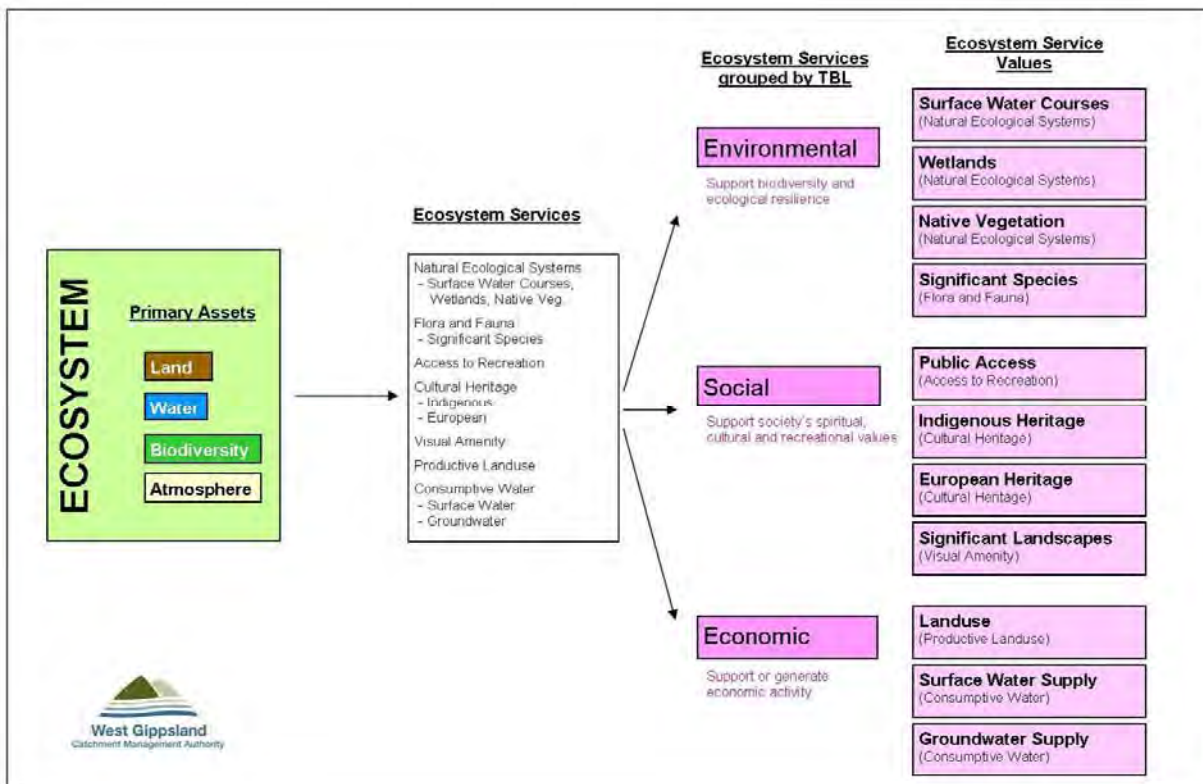 ECOSYSTEM
Primary Assets
Land
Water
Biodiversity
Atmosphere
Ecosystem Services
Natural Ecological Systems
- Surface Water Courses,
Wetlands, Native Veg.
Flora and Fauna
- Significant Species
Access to Recreation
Cultural Heritage
- Indigenous
- European
Visual Amenity
Productive Landuse
Consumptive Water
- Surface Water
- Groundwater
Ecosystem Services
grouped by TBL
Environmental
Support biodiversity and
ecological resilience
Social
Support society's spiritual,
cultural and recreational values
Economic
Support or generate
economic activity
Ecosystem Service
Values
Surface Water Courses
(Natural Ecological Systems)
Wetlands
(Natural Ecological Systems)
Native Vegetation
(Natural Ecological Systems)
Significant Species
(Flora and Fauna)
Public Access
(Access to Recreation)
Indigenous Heritage
(Cultural Heritage)
European Heritage
(Cultural Heritage)
Significant Landscapes
(Visual Amenity)
Landuse
(Productive Landuse)
Surface Water Supply
(Consumptive Water)
Groundwater Supply
(Consumptive Water)
West Gippsland
Catchment Management Authority